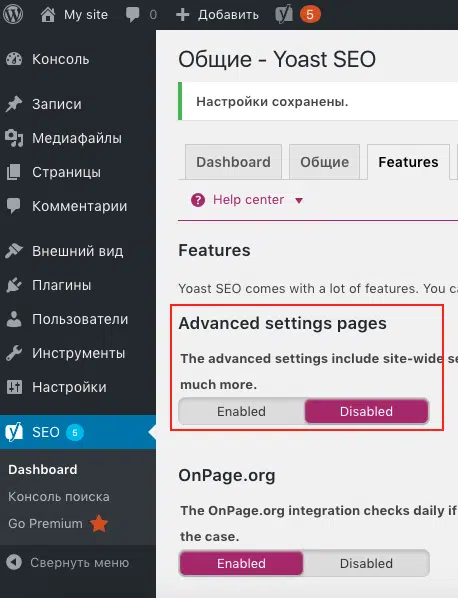 My site 0 Добавить 5
Консоль
Записи
Медиафайлы
Страницы
Комментарии
Внешний вид
Плагины
Пользователи
Инструменты
Настройки
SEO 5
Dashboard
Консоль поиска
Go Premium
Свернуть меню
Общие - Yoast SEO
Настройки сохранены.
Dashboard Общие Features
Help center
Features
Yoast SEO comes with a lot of features. You ca
Advanced settings pages
The advanced settings include site-wide se
much more.
Enabled Disabled
OnPage.org
The OnPage.org integration checks daily if
the case.
Enabled Disabled